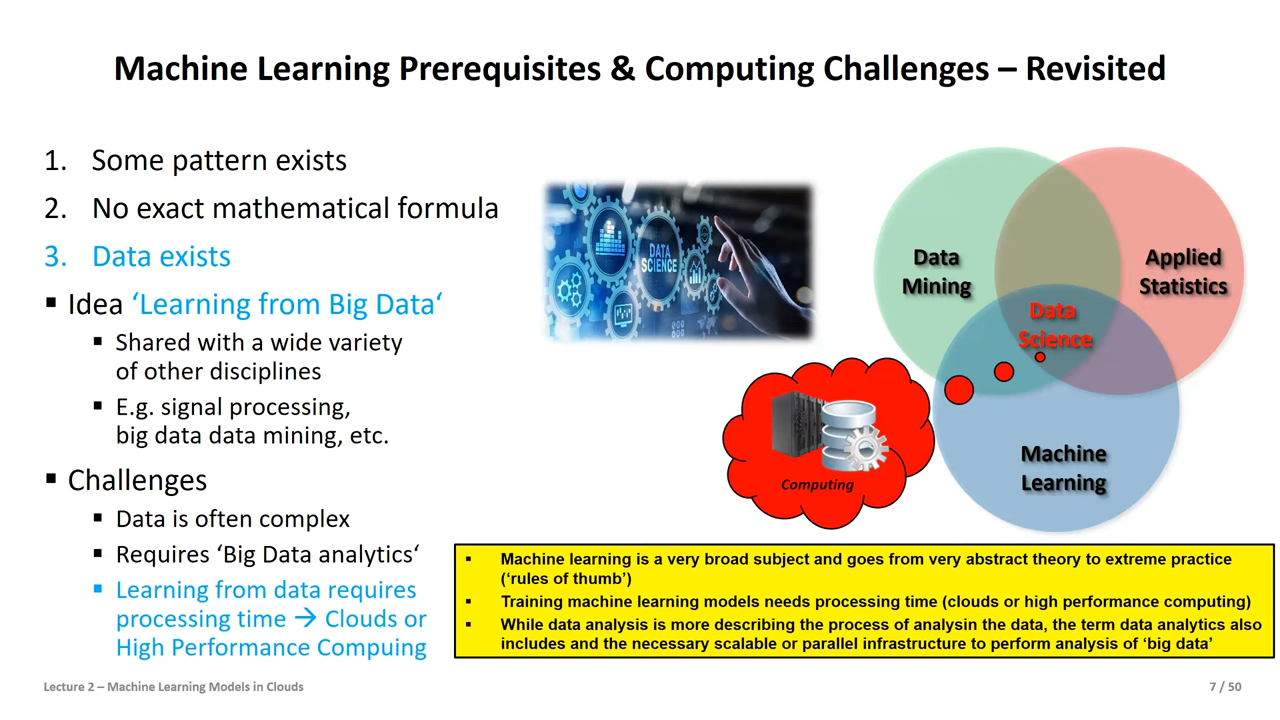 Machine Learning Prerequisites & Computing Challenges – Revisited
1. Some pattern exists
2. No exact mathematical formula
3. Data exists
▪ Idea ‘Learning from Big Data‘
▪ Shared with a wide variety
of other disciplines
▪ E.g. signal processing,
big data data mining, etc.
▪ Challenges
▪ Data is often complex
▪ Requires ‘Big Data analytics‘
▪ Learning from data requires
processing time → Clouds or
High Performance Compuing
DATA
SCIENCE
Data
Mining
Applied
Statistics
Data
Science
Machine
Learning
Computing
▪ Machine learning is a very broad subject and goes from very abstract theory to extreme practice
(‘rules of thumb’)
▪ Training machine learning models needs processing time (clouds or high performance computing)
▪ While data analysis is more describing the process of analysin the data, the term data analytics also
includes and the necessary scalable or parallel infrastructure to perform analysis of ‘big data’
Lecture 2 – Machine Learning Models in Clouds
7 / 50